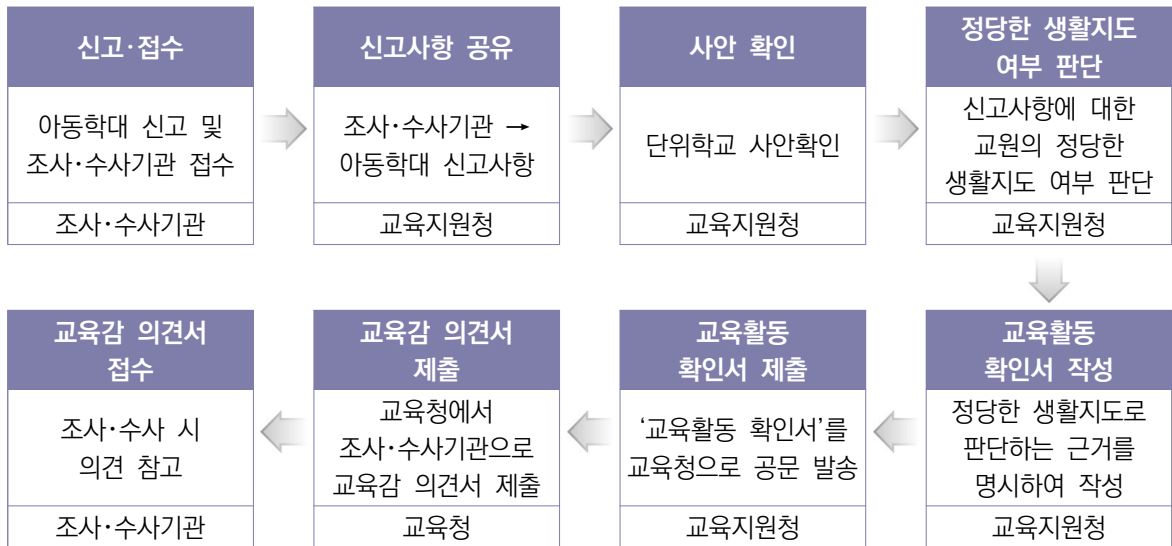 신고·접수
아동학대 신고 및
조사·수사기관 접수
조사·수사기관
신고사항 공유
조사·수사기관 →
아동학대 신고사항
교육지원청
사안 확인
단위학교 사안확인
교육지원청
정당한 생활지도
여부 판단
신고사항에 대한
교원의 정당한
생활지도 여부 판단
교육지원청
교육활동
확인서 작성
정당한 생활지도로
판단하는 근거를
명시하여 작성
교육지원청
교육활동
확인서 제출
‘교육활동 확인서’를
교육청으로 공문 발송
교육지원청
교육감 의견서
제출
교육청에서
조사·수사기관으로
교육감 의견서 제출
교육청
교육감 의견서
접수
조사·수사 시
의견 참고
조사·수사기관